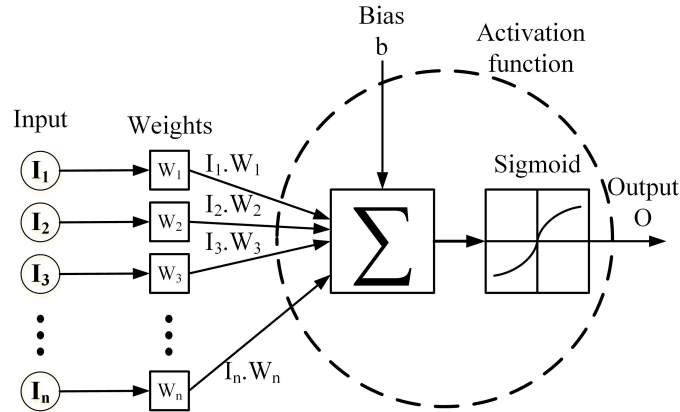 Bias
b
Activation
function
Input
Weights
I₁
W₁
I₁.W₁
I₂
W₂
I₂.W₂
I₃
W₃
I₃.W₃
Iₙ
Wₙ
Iₙ.Wₙ
∑
Sigmoid
Output
O